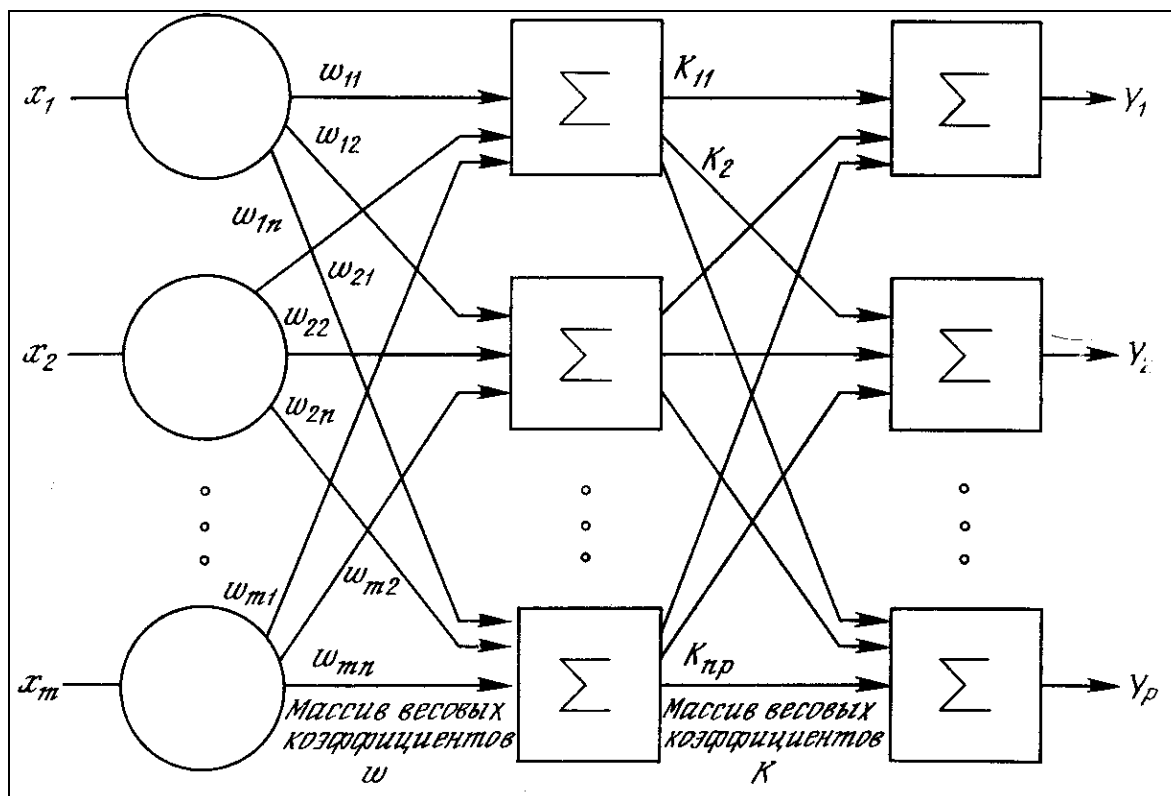 x₁
w₁₁
Σ
K₁₁
Σ
Y₁
w₁₂
K₂
w₁ₙ
w₂₁
w₂₂
x₂
Σ
Σ
Y₂
w₂ₙ
wₘ₁
wₘ₂
xₘ
wₘₙ
Σ
Kₙₚ
Σ
Yₚ
Массив весовых
коэффициентов
w
Массив весовых
коэффициентов
K